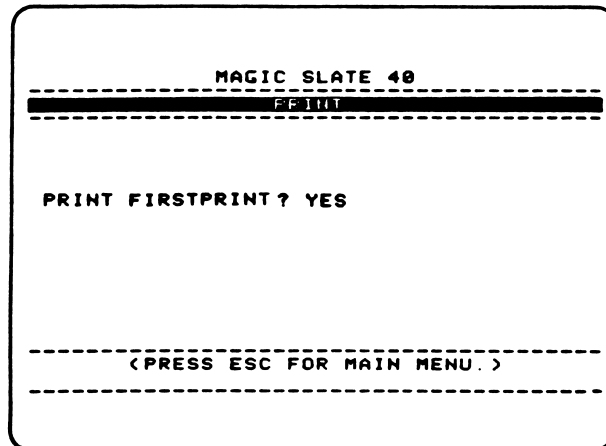 MAGIC SLATE 40
PRINT
PRINT FIRSTPRINT? YES
<PRESS ESC FOR MAIN MENU.>